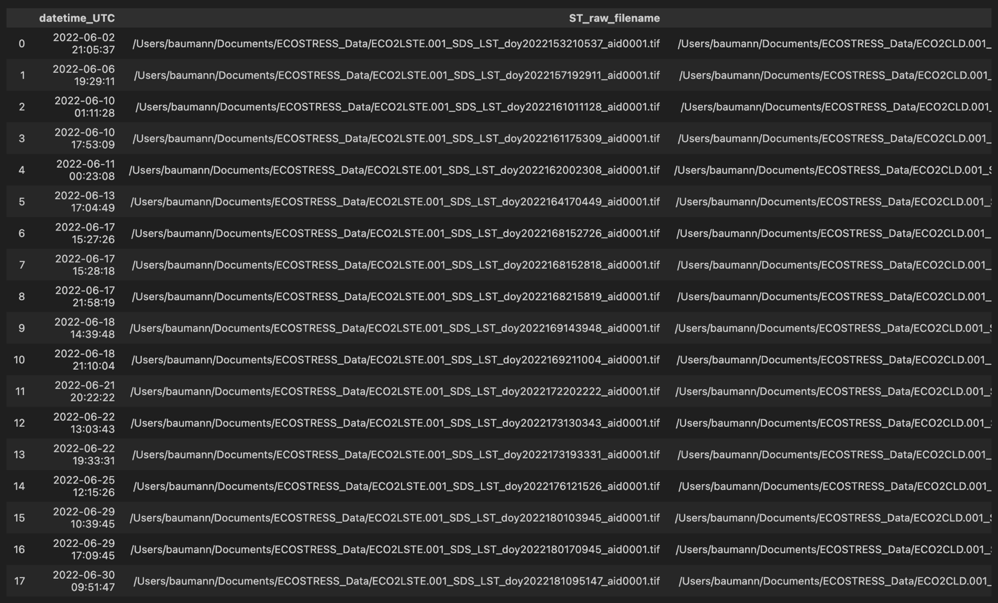 datetime_UTC ST_raw_filename
0 2022-06-02 21:05:37 /Users/baumann/Documents/ECOSTRESS_Data/ECO2LSTE.001_SDS_LST_doy2022153210537_aid0001.tif /Users/baumann/Documents/ECOSTRESS_Data/ECO2CLD.001_
1 2022-06-06 19:29:11 /Users/baumann/Documents/ECOSTRESS_Data/ECO2LSTE.001_SDS_LST_doy2022157192911_aid0001.tif /Users/baumann/Documents/ECOSTRESS_Data/ECO2CLD.001_
2 2022-06-10 01:11:28 /Users/baumann/Documents/ECOSTRESS_Data/ECO2LSTE.001_SDS_LST_doy2022161011128_aid0001.tif /Users/baumann/Documents/ECOSTRESS_Data/ECO2CLD.001_
3 2022-06-10 17:53:09 /Users/baumann/Documents/ECOSTRESS_Data/ECO2LSTE.001_SDS_LST_doy2022161175309_aid0001.tif /Users/baumann/Documents/ECOSTRESS_Data/ECO2CLD.001_
4 2022-06-11 00:23:08 /Users/baumann/Documents/ECOSTRESS_Data/ECO2LSTE.001_SDS_LST_doy2022162002308_aid0001.tif /Users/baumann/Documents/ECOSTRESS_Data/ECO2CLD.001_S
5 2022-06-13 17:04:49 /Users/baumann/Documents/ECOSTRESS_Data/ECO2LSTE.001_SDS_LST_doy2022164170449_aid0001.tif /Users/baumann/Documents/ECOSTRESS_Data/ECO2CLD.001_
6 2022-06-17 15:27:26 /Users/baumann/Documents/ECOSTRESS_Data/ECO2LSTE.001_SDS_LST_doy2022168152726_aid0001.tif /Users/baumann/Documents/ECOSTRESS_Data/ECO2CLD.001_
7 2022-06-17 15:28:18 /Users/baumann/Documents/ECOSTRESS_Data/ECO2LSTE.001_SDS_LST_doy2022168152818_aid0001.tif /Users/baumann/Documents/ECOSTRESS_Data/ECO2CLD.001_
8 2022-06-17 21:58:19 /Users/baumann/Documents/ECOSTRESS_Data/ECO2LSTE.001_SDS_LST_doy2022168215819_aid0001.tif /Users/baumann/Documents/ECOSTRESS_Data/ECO2CLD.001_
9 2022-06-18 14:39:48 /Users/baumann/Documents/ECOSTRESS_Data/ECO2LSTE.001_SDS_LST_doy2022169143948_aid0001.tif /Users/baumann/Documents/ECOSTRESS_Data/ECO2CLD.001_S
10 2022-06-18 21:10:04 /Users/baumann/Documents/ECOSTRESS_Data/ECO2LSTE.001_SDS_LST_doy2022169211004_aid0001.tif /Users/baumann/Documents/ECOSTRESS_Data/ECO2CLD.001_
11 2022-06-21 20:22:22 /Users/baumann/Documents/ECOSTRESS_Data/ECO2LSTE.001_SDS_LST_doy2022172202222_aid0001.tif /Users/baumann/Documents/ECOSTRESS_Data/ECO2CLD.001_
12 2022-06-22 13:03:43 /Users/baumann/Documents/ECOSTRESS_Data/ECO2LSTE.001_SDS_LST_doy2022173130343_aid0001.tif /Users/baumann/Documents/ECOSTRESS_Data/ECO2CLD.001_
13 2022-06-22 19:33:31 /Users/baumann/Documents/ECOSTRESS_Data/ECO2LSTE.001_SDS_LST_doy2022173193331_aid0001.tif /Users/baumann/Documents/ECOSTRESS_Data/ECO2CLD.001_
14 2022-06-25 12:15:26 /Users/baumann/Documents/ECOSTRESS_Data/ECO2LSTE.001_SDS_LST_doy2022176121526_aid0001.tif /Users/baumann/Documents/ECOSTRESS_Data/ECO2CLD.001_
15 2022-06-29 10:39:45 /Users/baumann/Documents/ECOSTRESS_Data/ECO2LSTE.001_SDS_LST_doy2022180103945_aid0001.tif /Users/baumann/Documents/ECOSTRESS_Data/ECO2CLD.001_S
16 2022-06-29 17:09:45 /Users/baumann/Documents/ECOSTRESS_Data/ECO2LSTE.001_SDS_LST_doy2022180170945_aid0001.tif /Users/baumann/Documents/ECOSTRESS_Data/ECO2CLD.001_
17 2022-06-30 09:51:47 /Users/baumann/Documents/ECOSTRESS_Data/ECO2LSTE.001_SDS_LST_doy2022181095147_aid0001.tif /Users/baumann/Documents/ECOSTRESS_Data/ECO2CLD.001_